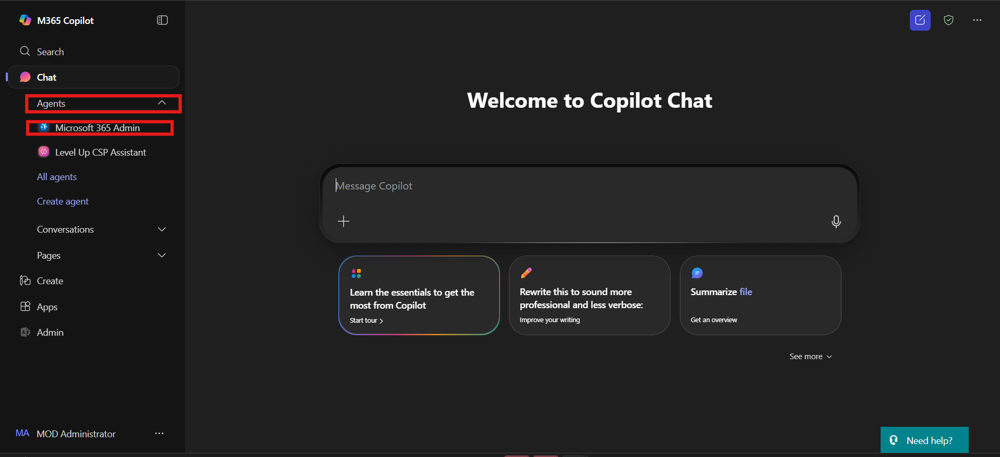 M365 Copilot
Search
Chat
Agents
Microsoft 365 Admin
Level Up CSP Assistant
All agents
Create agent
Conversations
Pages
Create
Apps
Admin
MA MOD Administrator
Welcome to Copilot Chat
Message Copilot
Learn the essentials to get the
most from Copilot
Start tour
Rewrite this to sound more
professional and less verbose:
Improve your writing
Summarize file
Get an overview
See more
Need help?